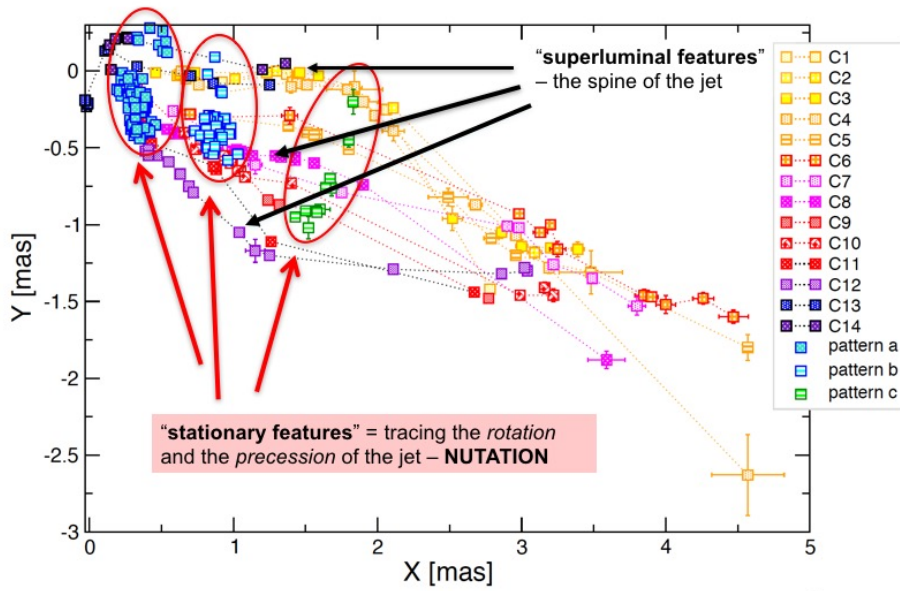 “superluminal features”
– the spine of the jet
C1
C2
C3
C4
C5
C6
C7
C8
C9
C10
C11
C12
C13
C14
pattern a
pattern b
pattern c
“stationary features” = tracing the rotation
and the precession of the jet – NUTATION
0
-0.5
-1
-1.5
-2
-2.5
-3
Y [mas]
0
1
2
3
4
5
X [mas]